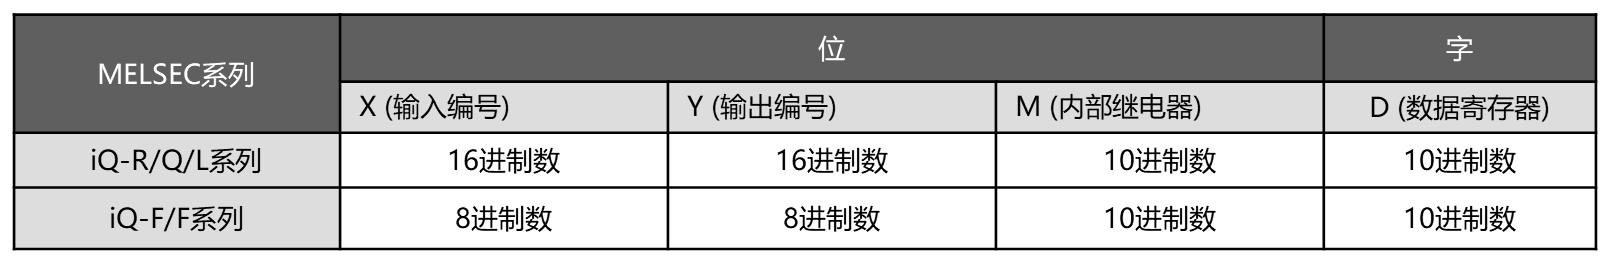 MELSEC系列
位
字
X (输入编号)
Y (输出编号)
M (内部继电器)
D (数据寄存器)
iQ-R/Q/L系列
16进制数
16进制数
10进制数
10进制数
iQ-F/F系列
8进制数
8进制数
10进制数
10进制数